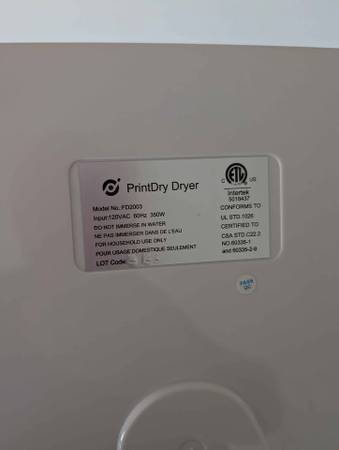 PrintDry Dryer
Model No.: FD2003
Input:120VAC 60Hz 350W
DO NOT IMMERSE IN WATER
NE PAS IMMERGER DANS DE L'EAU
FOR HOUSEHOLD USE ONLY
POUR USAGE DOMESTIQUE SEULEMENT
LOT Code:
ETL
C US
Intertek
5018437
CONFORMS TO
UL STD.1026
CERTIFIED TO
CSA STD.C22.2
NO.60335-1
and 60335-2-9